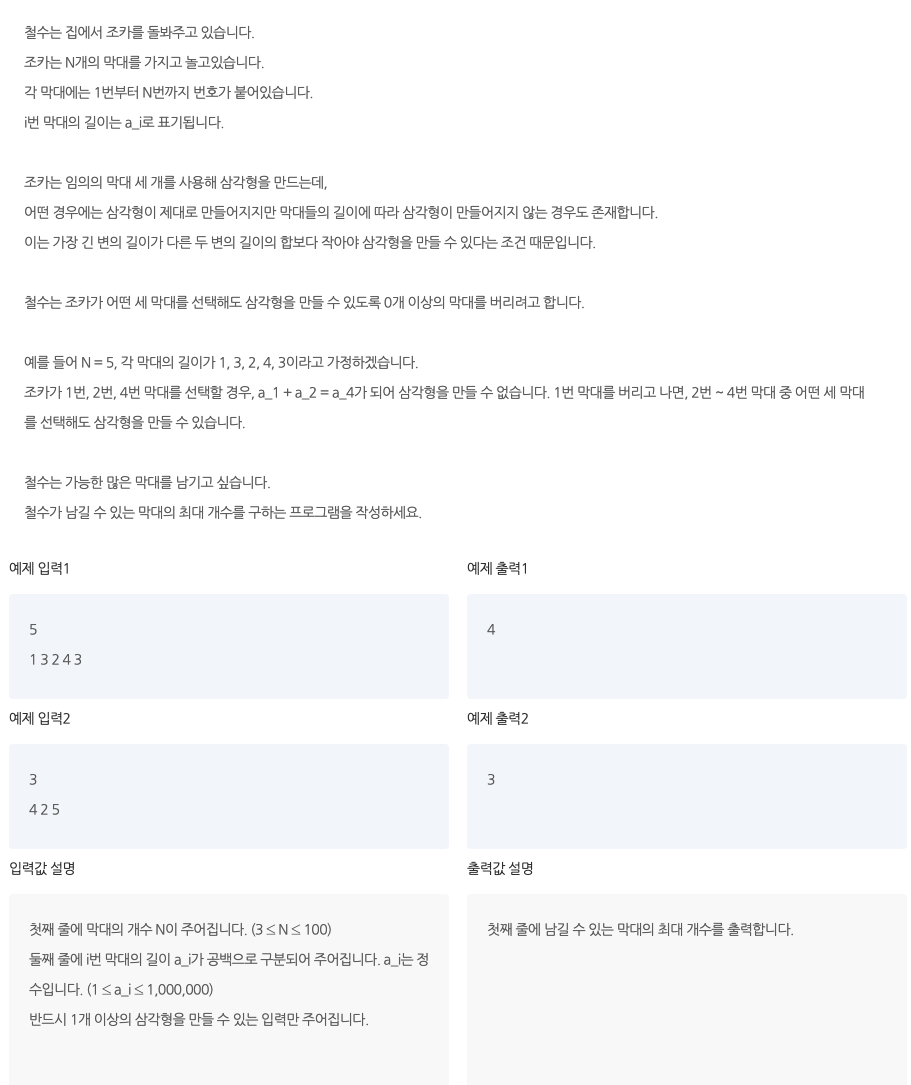 철수는 집에서 조카를 돌봐주고 있습니다.
조카는 N개의 막대를 가지고 놀고있습니다.
각 막대에는 1번부터 N번까지 번호가 붙어있습니다.
i번 막대의 길이는 a_i로 표기됩니다.
조카는 임의의 막대 세 개를 사용해 삼각형을 만드는데,
어떤 경우에는 삼각형이 제대로 만들어지지만 막대들의 길이에 따라 삼각형이 만들어지지 않는 경우도 존재합니다.
이는 가장 긴 변의 길이가 다른 두 변의 길이의 합보다 작아야 삼각형을 만들 수 있다는 조건 때문입니다.
철수는 조카가 어떤 세 막대를 선택해도 삼각형을 만들 수 있도록 0개 이상의 막대를 버리려고 합니다.
예를 들어 N = 5, 각 막대의 길이가 1, 3, 2, 4, 3이라고 가정하겠습니다.
조카가 1번, 2번, 4번 막대를 선택할 경우, a_1 + a_2 = a_4가 되어 삼각형을 만들 수 없습니다. 1번 막대를 버리고 나면, 2번 ~ 4번 막대 중 어떤 세 막대
를 선택해도 삼각형을 만들 수 있습니다.
철수는 가능한 많은 막대를 남기고 싶습니다.
철수가 남길 수 있는 막대의 최대 개수를 구하는 프로그램을 작성하세요.
예제 입력1
예제 출력1
5
1 3 2 4 3
4
예제 입력2
예제 출력2
3
4 2 5
3
입력값 설명
출력값 설명
첫째 줄에 막대의 개수 N이 주어집니다. (3 ≤ N ≤ 100)
둘째 줄에 i번 막대의 길이 a_i가 공백으로 구분되어 주어집니다. a_i는 정
수입니다. (1 ≤ a_i ≤ 1,000,000)
반드시 1개 이상의 삼각형을 만들 수 있는 입력만 주어집니다.
첫째 줄에 남길 수 있는 막대의 최대 개수를 출력합니다.